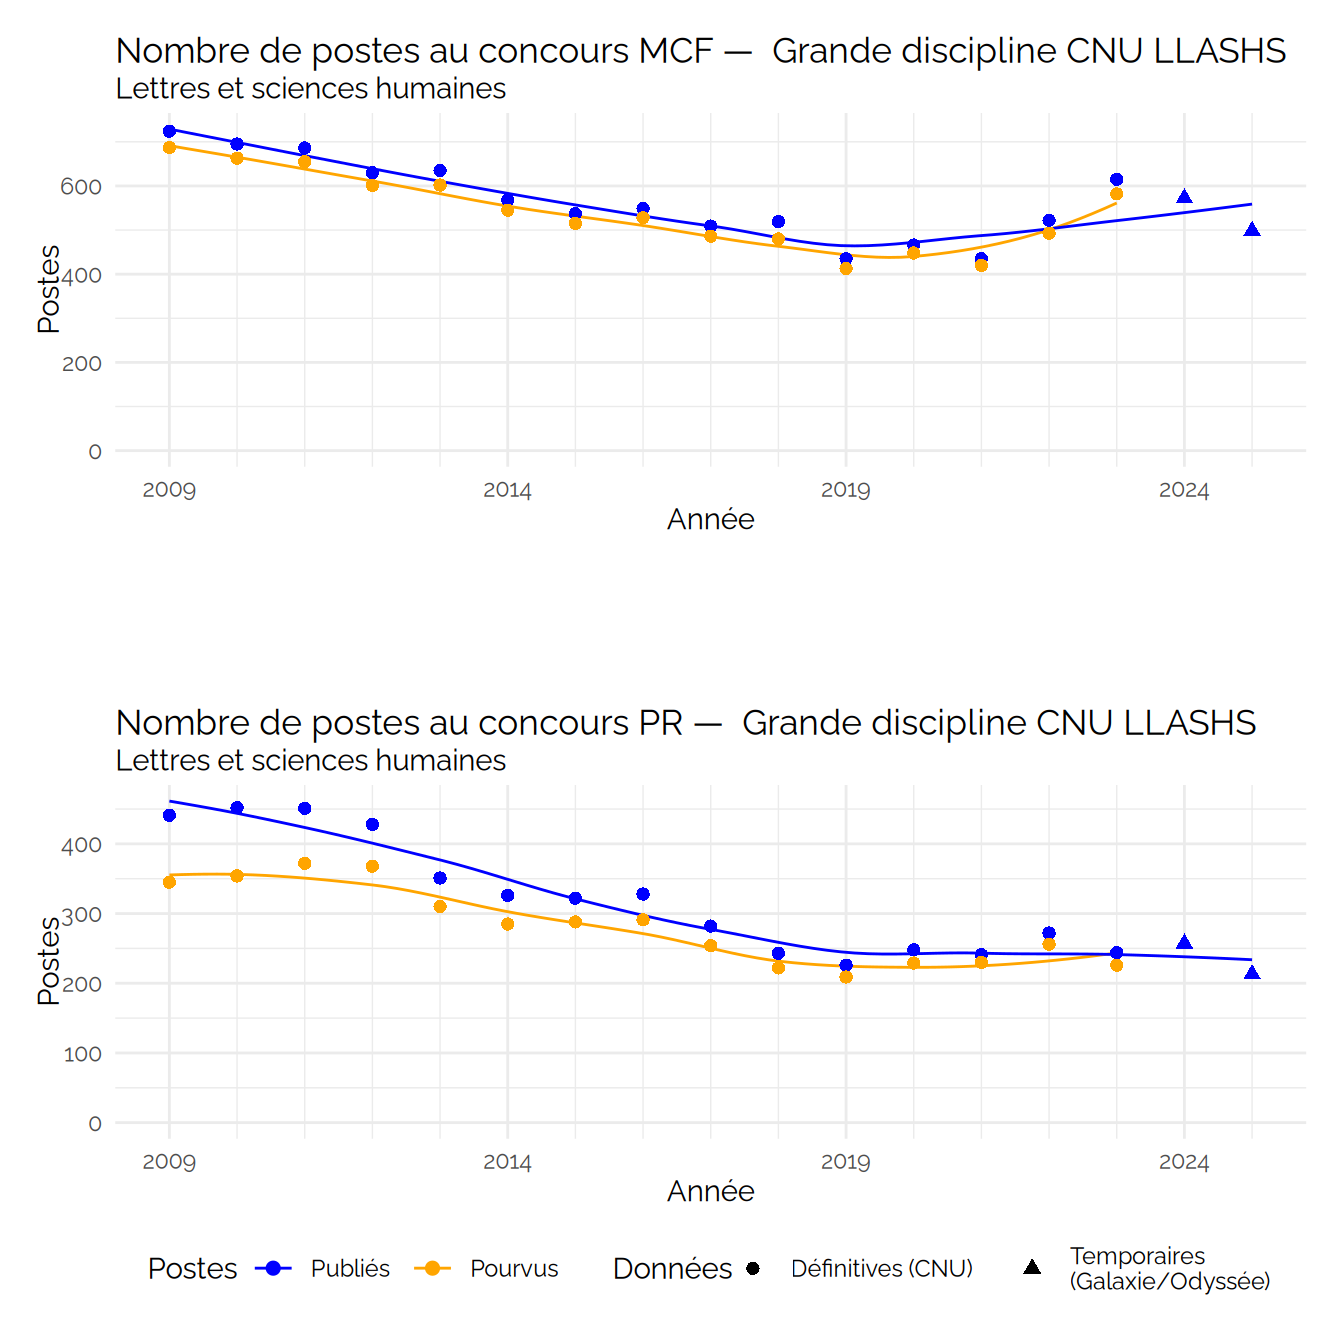 Nombre de postes au concours MCF — Grande discipline CNU LLASHS
Lettres et sciences humaines
Postes
600
400
200
0
2009 2014 2019 2024
Année
Nombre de postes au concours PR — Grande discipline CNU LLASHS
Lettres et sciences humaines
Postes
400
300
200
100
0
2009 2014 2019 2024
Année
Postes Publiés Pourvus Données Définitives (CNU) Temporaires
(Galaxie/Odyssée)